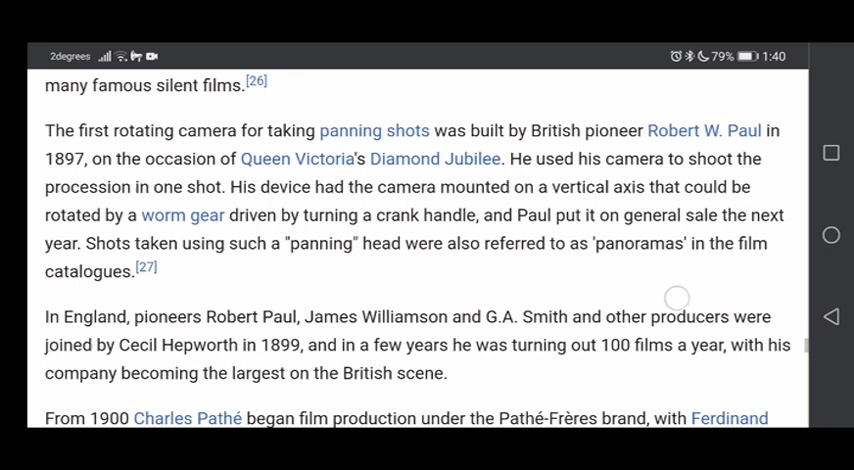 2degrees 79% 1:40
many famous silent films.[26]
The first rotating camera for taking panning shots was built by British pioneer Robert W. Paul in
1897, on the occasion of Queen Victoria's Diamond Jubilee. He used his camera to shoot the
procession in one shot. His device had the camera mounted on a vertical axis that could be
rotated by a worm gear driven by turning a crank handle, and Paul put it on general sale the next
year. Shots taken using such a "panning" head were also referred to as 'panoramas' in the film
catalogues.[27]
In England, pioneers Robert Paul, James Williamson and G.A. Smith and other producers were
joined by Cecil Hepworth in 1899, and in a few years he was turning out 100 films a year, with his
company becoming the largest on the British scene.
From 1900 Charles Pathé began film production under the Pathé-Frères brand, with Ferdinand